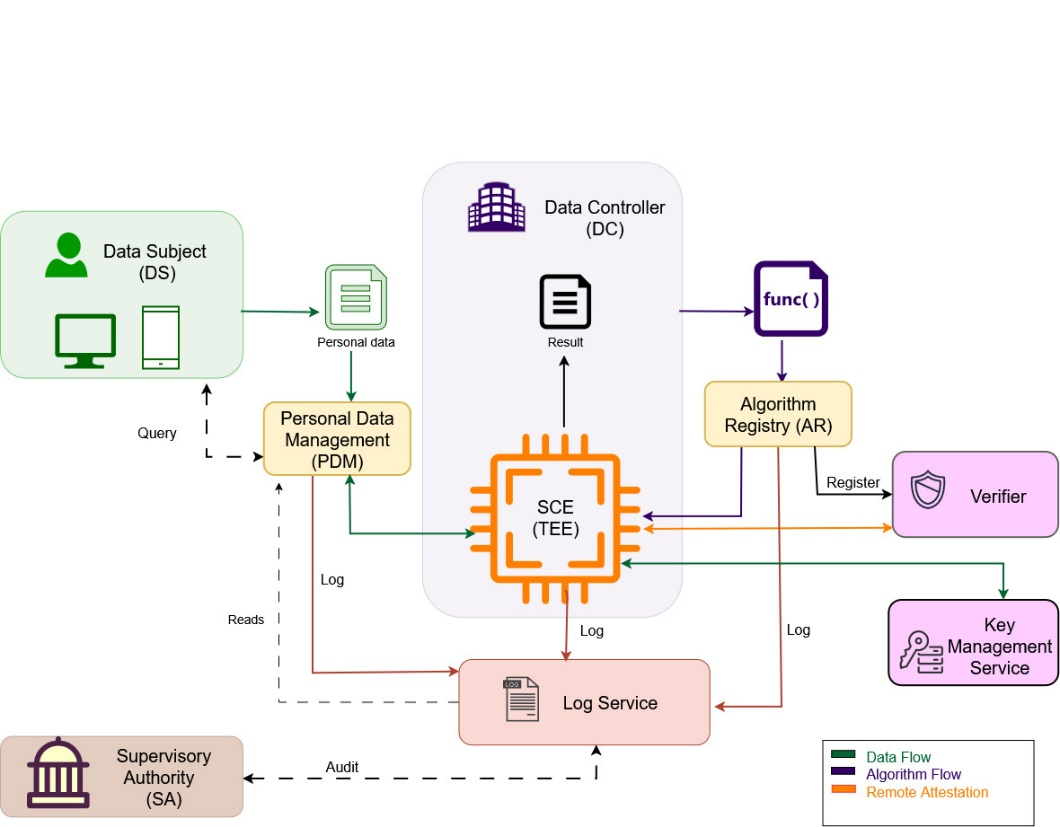 Data Controller
(DC)
Data Subject
(DS)
func( )
Personal data
Result
Algorithm
Registry (AR)
Personal Data
Management
(PDM)
Query
SCE
(TEE)
Register
Verifier
Log
Reads
Log
Log
Key
Management
Service
LOG
Log Service
Supervisory
Authority
(SA)
Audit
Data Flow
Algorithm Flow
Remote Attestation